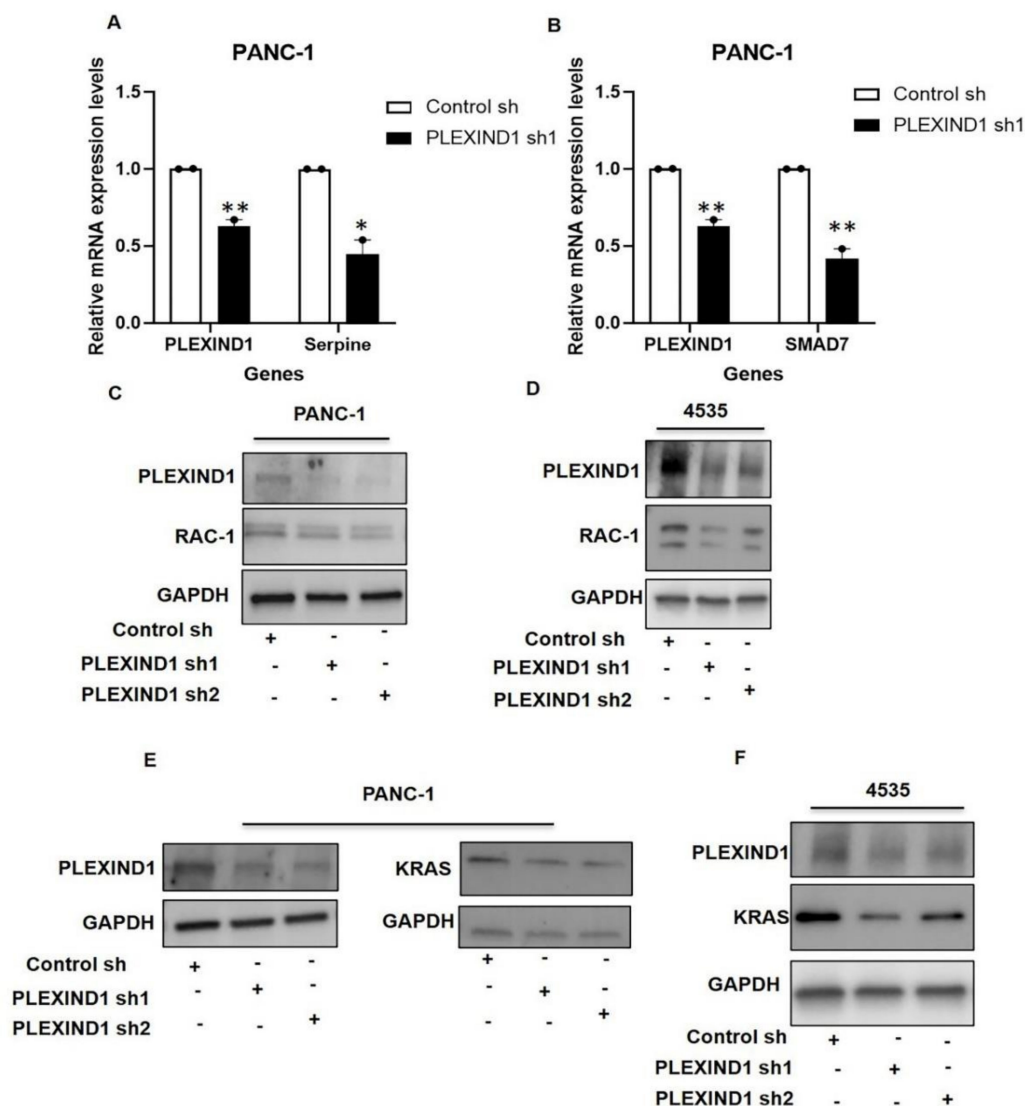 A
PANC-1
Relative mRNA expression levels
1.5
1.0
0.5
0.0
** *
PLEXIND1 Serpine
Genes
Control sh
PLEXIND1 sh1
B
PANC-1
Relative mRNA expression levels
1.5
1.0
0.5
0.0
** **
PLEXIND1 SMAD7
Genes
Control sh
PLEXIND1 sh1
C
PANC-1
PLEXIND1
RAC-1
GAPDH
Control sh + - -
PLEXIND1 sh1 - + -
PLEXIND1 sh2 - - +
D
4535
PLEXIND1
RAC-1
GAPDH
Control sh + - -
PLEXIND1 sh1 - + -
PLEXIND1 sh2 - - +
E
PANC-1
PLEXIND1
GAPDH
KRAS
GAPDH
Control sh + - - + - -
PLEXIND1 sh1 - + - - + -
PLEXIND1 sh2 - - + - - +
F
4535
PLEXIND1
KRAS
GAPDH
Control sh + - -
PLEXIND1 sh1 - + -
PLEXIND1 sh2 - - +